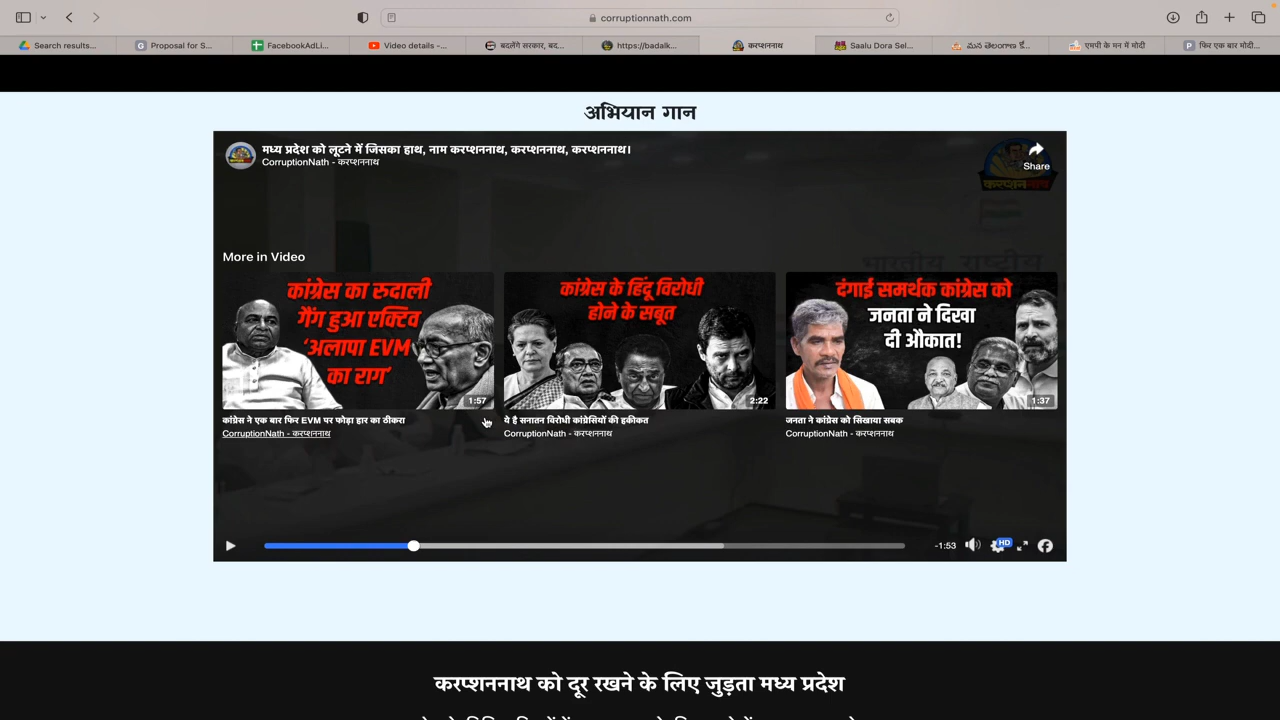 corruptionnath.com
Search results...
Proposal for S...
FacebookAdLi...
Video details -...
बदलेंगे सरकार, बद...
https://badalk...
करप्शननाथ
Saalu Dora Sel...
एमपी के मन में मोदी
फिर एक बार मोदी...
अभियान गान
मध्य प्रदेश को लूटने में जिसका हाथ, नाम करप्शननाथ, करप्शननाथ, करप्शननाथ।
CorruptionNath - करप्शननाथ
Share
करप्शननाथ
भारतीय राष्ट्रीय
More in Video
कांग्रेस का रुदाली
गैंग हुआ एक्टिव
'अलापा EVM
का राग'
1:57
कांग्रेस ने एक बार फिर EVM पर फोड़ा हार का ठीकरा
CorruptionNath - करप्शननाथ
कांग्रेस के हिंदू विरोधी
होने के सबूत
2:22
ये है सनातन विरोधी कांग्रेसियों की हकीकत
CorruptionNath - करप्शननाथ
दंगाई समर्थक कांग्रेस को
जनता ने दिखा
दी औकात!
1:37
जनता ने कांग्रेस को सिखाया सबक
CorruptionNath - करप्शननाथ
-1:53
HD
करप्शननाथ को दूर रखने के लिए जुड़ता मध्य प्रदेश